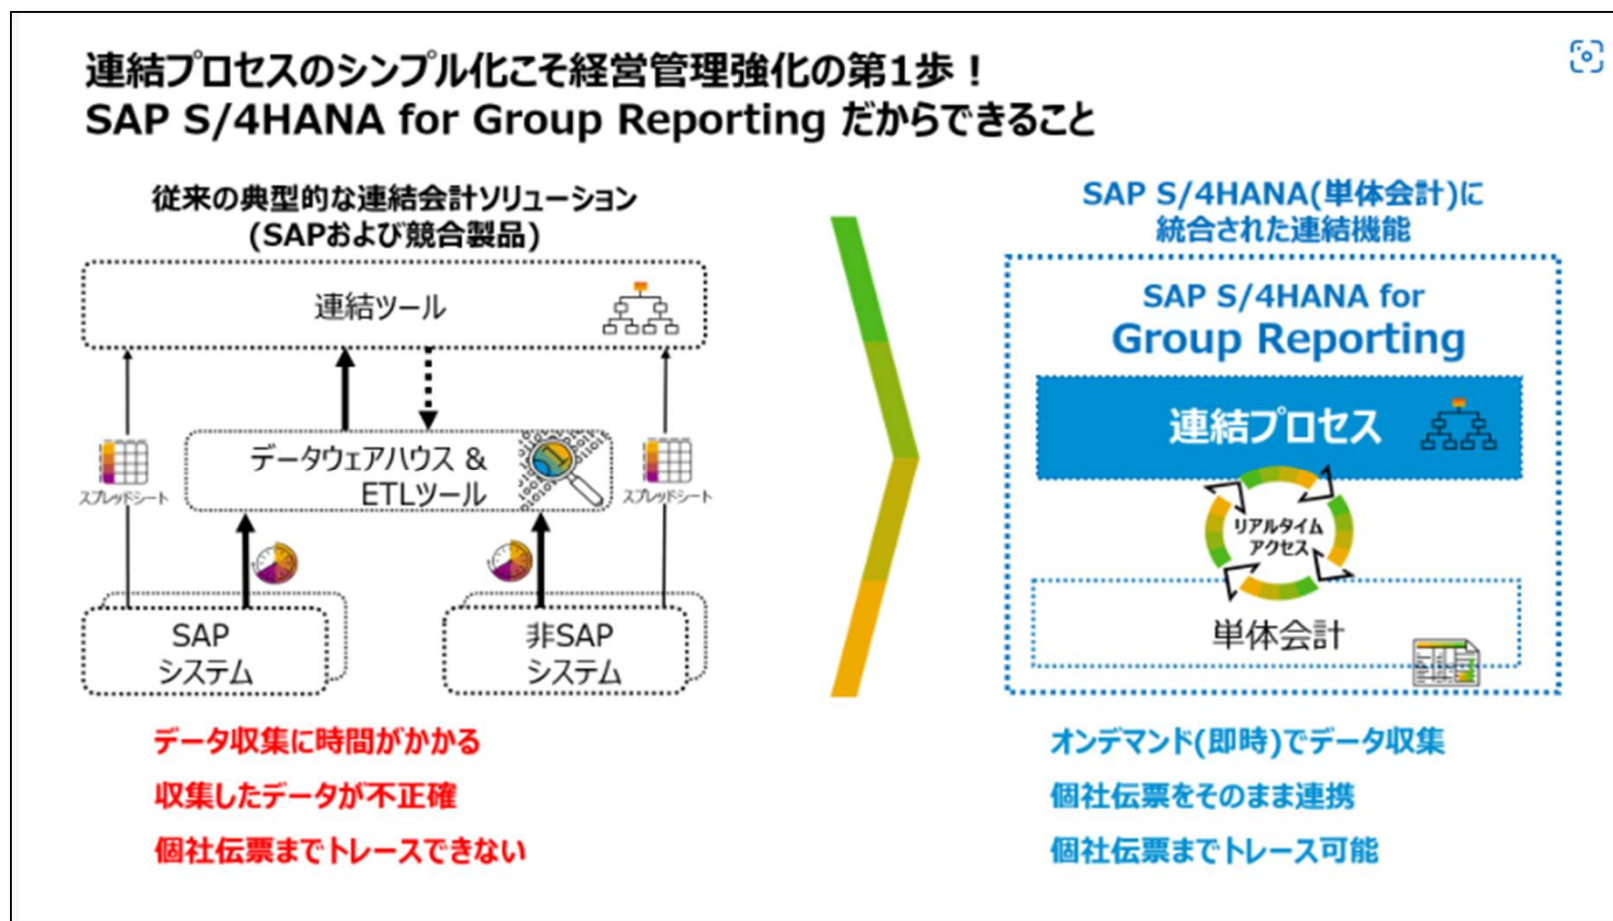 連結プロセスのシンプル化こそ経営管理強化の第1歩！
SAP S/4HANA for Group Reporting だからできること
従来の典型的な連結会計ソリューション
(SAPおよび競合製品)
連結ツール
データウェアハウス &
ETLツール
スプレッドシート
スプレッドシート
SAP
システム
非SAP
システム
データ収集に時間がかかる
収集したデータが不正確
個社伝票までトレースできない
SAP S/4HANA(単体会計)に
統合された連結機能
SAP S/4HANA for
Group Reporting
連結プロセス
リアルタイム
アクセス
単体会計
オンデマンド(即時)でデータ収集
個社伝票をそのまま連携
個社伝票までトレース可能